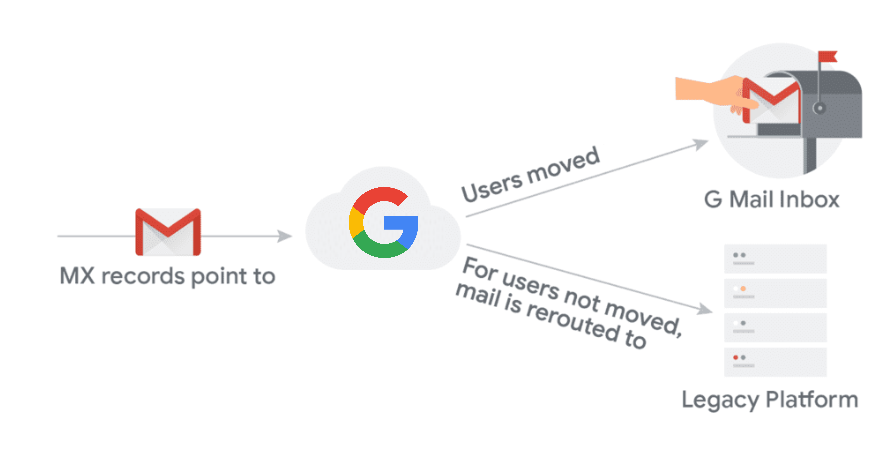 MX records point to
Users moved
For users not moved,
mail is rerouted to
G Mail Inbox
Legacy Platform